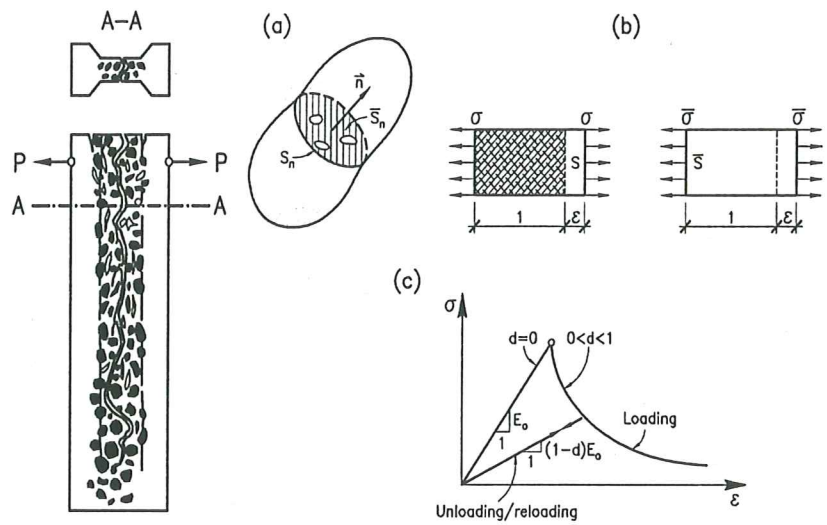 A–A
(a)
(b)
n⃗
S̅ₙ
Sₙ
P
P
A
A
σ
σ
S
1
ε
σ̅
σ̅
S̅
1
ε
(c)
σ
d=0
0<d<1
E₀
1
Loading
(1-d)E₀
1
Unloading/reloading
ε